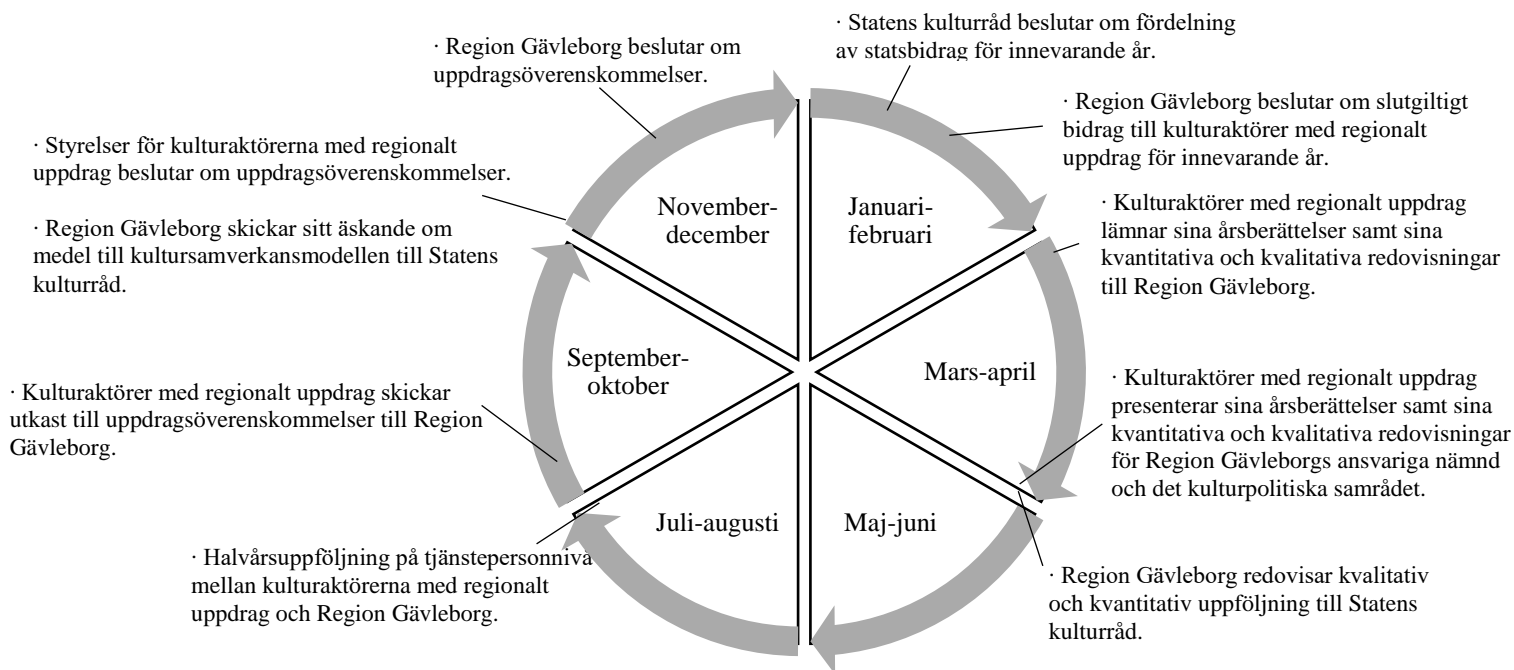 · Statens kulturråd beslutar om fördelning
av statsbidrag för innevarande år.
· Region Gävleborg beslutar om slutgiltigt
bidrag till kulturaktörer med regionalt
uppdrag för innevarande år.
· Kulturaktörer med regionalt uppdrag
lämnar sina årsberättelser samt sina
kvantitativa och kvalitativa redovisningar
till Region Gävleborg.
· Kulturaktörer med regionalt uppdrag
presenterar sina årsberättelser samt sina
kvantitativa och kvalitativa redovisningar
för Region Gävleborgs ansvariga nämnd
och det kulturpolitiska samrådet.
· Region Gävleborg redovisar kvalitativ
och kvantitativ uppföljning till Statens
kulturråd.
· Halvårsuppföljning på tjänstepersonnivå
mellan kulturaktörerna med regionalt
uppdrag och Region Gävleborg.
· Kulturaktörer med regionalt uppdrag skickar
utkast till uppdragsöverenskommelser till Region
Gävleborg.
· Styrelser för kulturaktörerna med regionalt
uppdrag beslutar om uppdragsöverenskommelser.
· Region Gävleborg skickar sitt äskande om
medel till kultursamverkansmodellen till Statens
kulturråd.
· Region Gävleborg beslutar om
uppdragsöverenskommelser.
Januari-
februari
Mars-april
Maj-juni
Juli-augusti
September-
oktober
November-
december